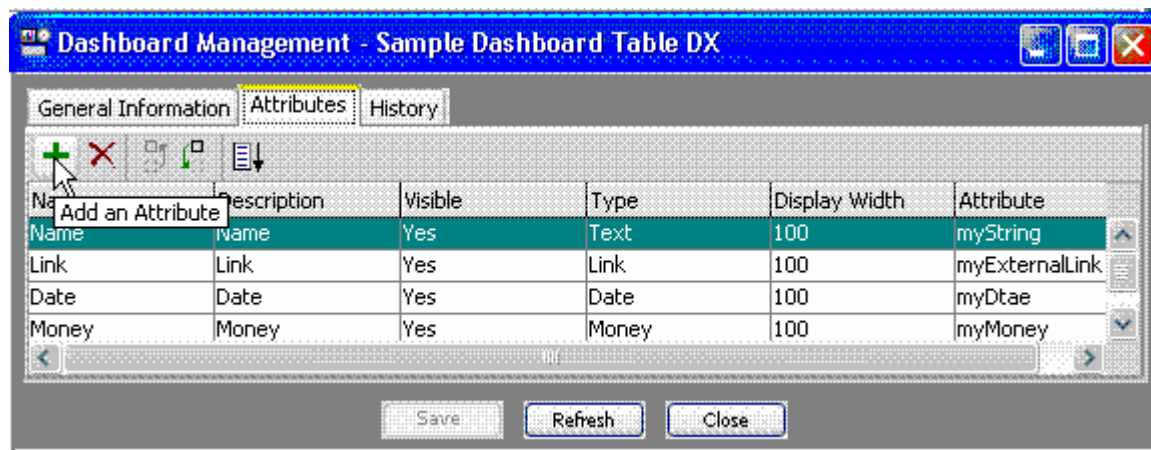 Dashboard Management - Sample Dashboard Table DX
General Information Attributes History
Na Description Visible Type Display Width Attribute
Add an Attribute
Name Name Yes Text 100 myString
Link Link Yes Link 100 myExternalLink
Date Date Yes Date 100 myDtae
Money Money Yes Money 100 myMoney
Save Refresh Close